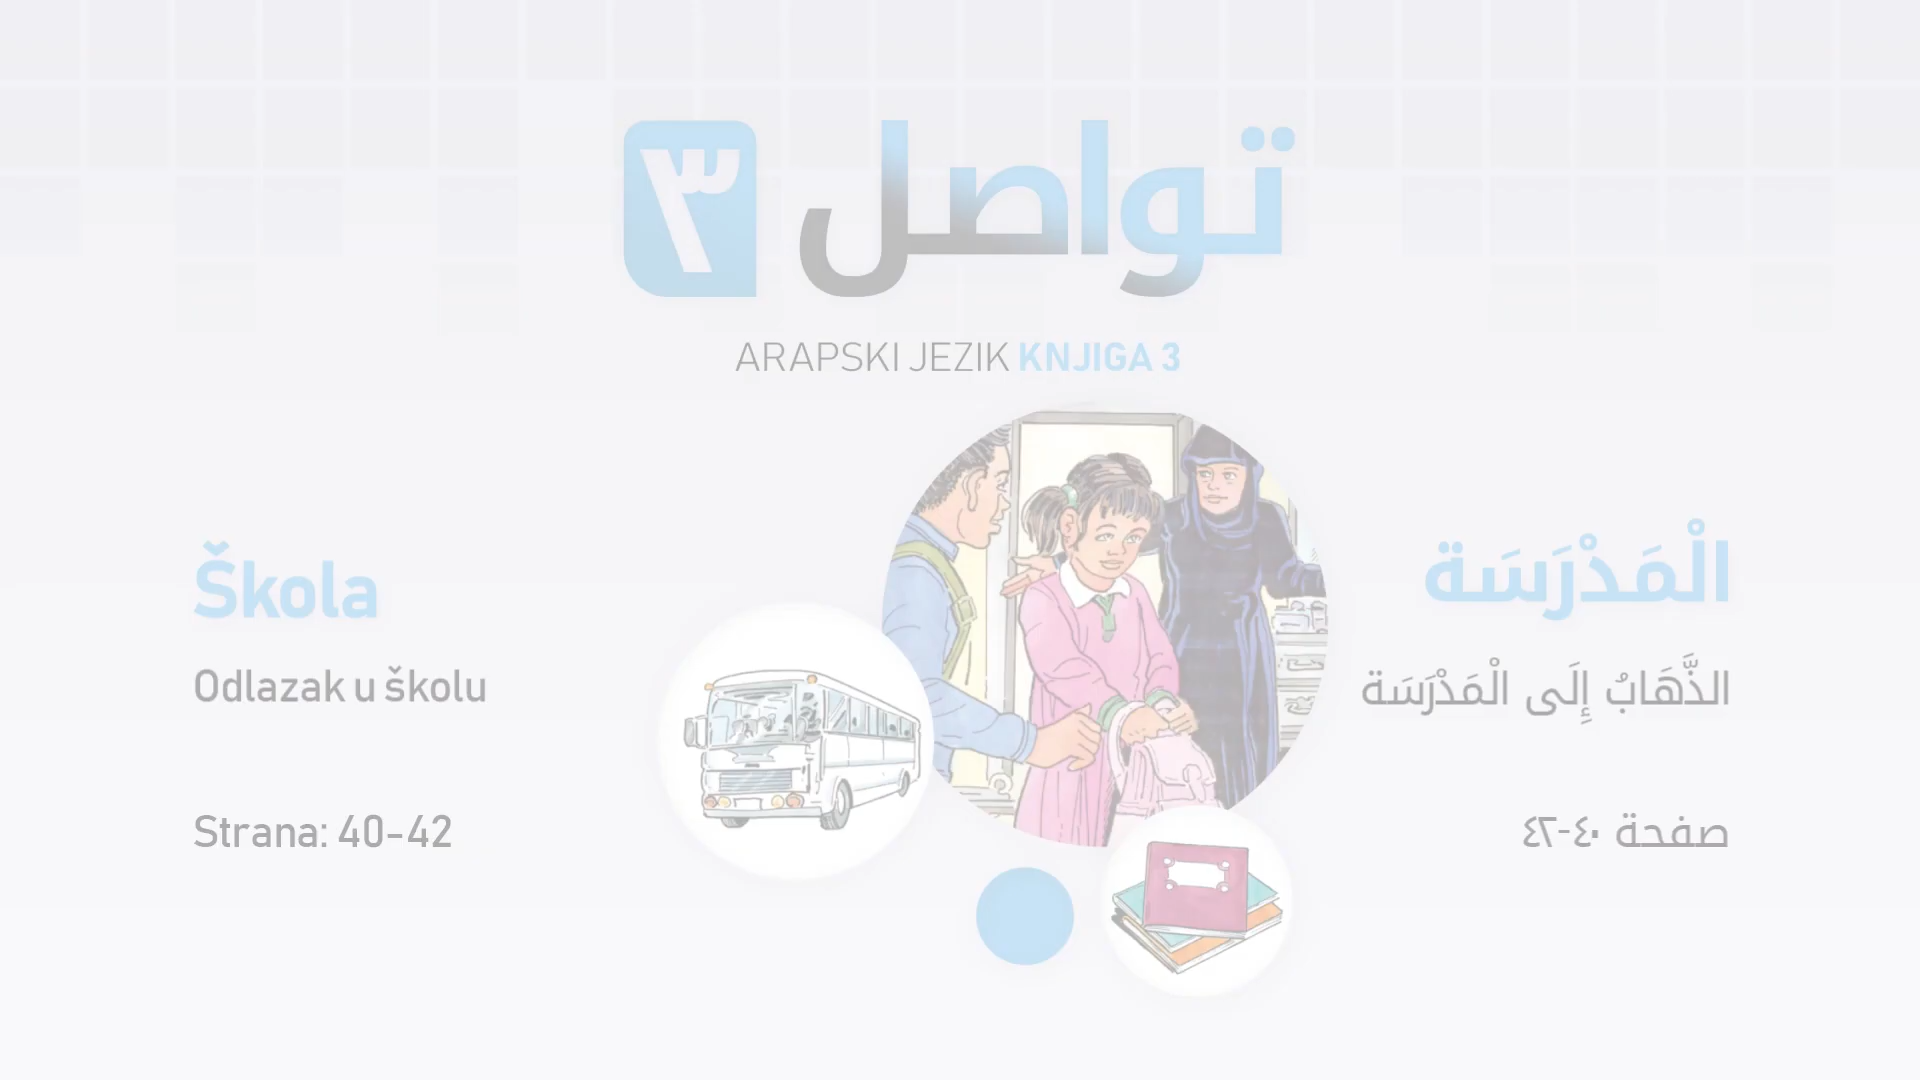 تواصل ٣
ARAPSKI JEZIK KNJIGA 3
Škola
Odlazak u školu
Strana: 40-42
الْمَدْرَسَة
الذَّهَابُ إِلَى الْمَدْرَسَة
صفحة ٤٠-٤٢